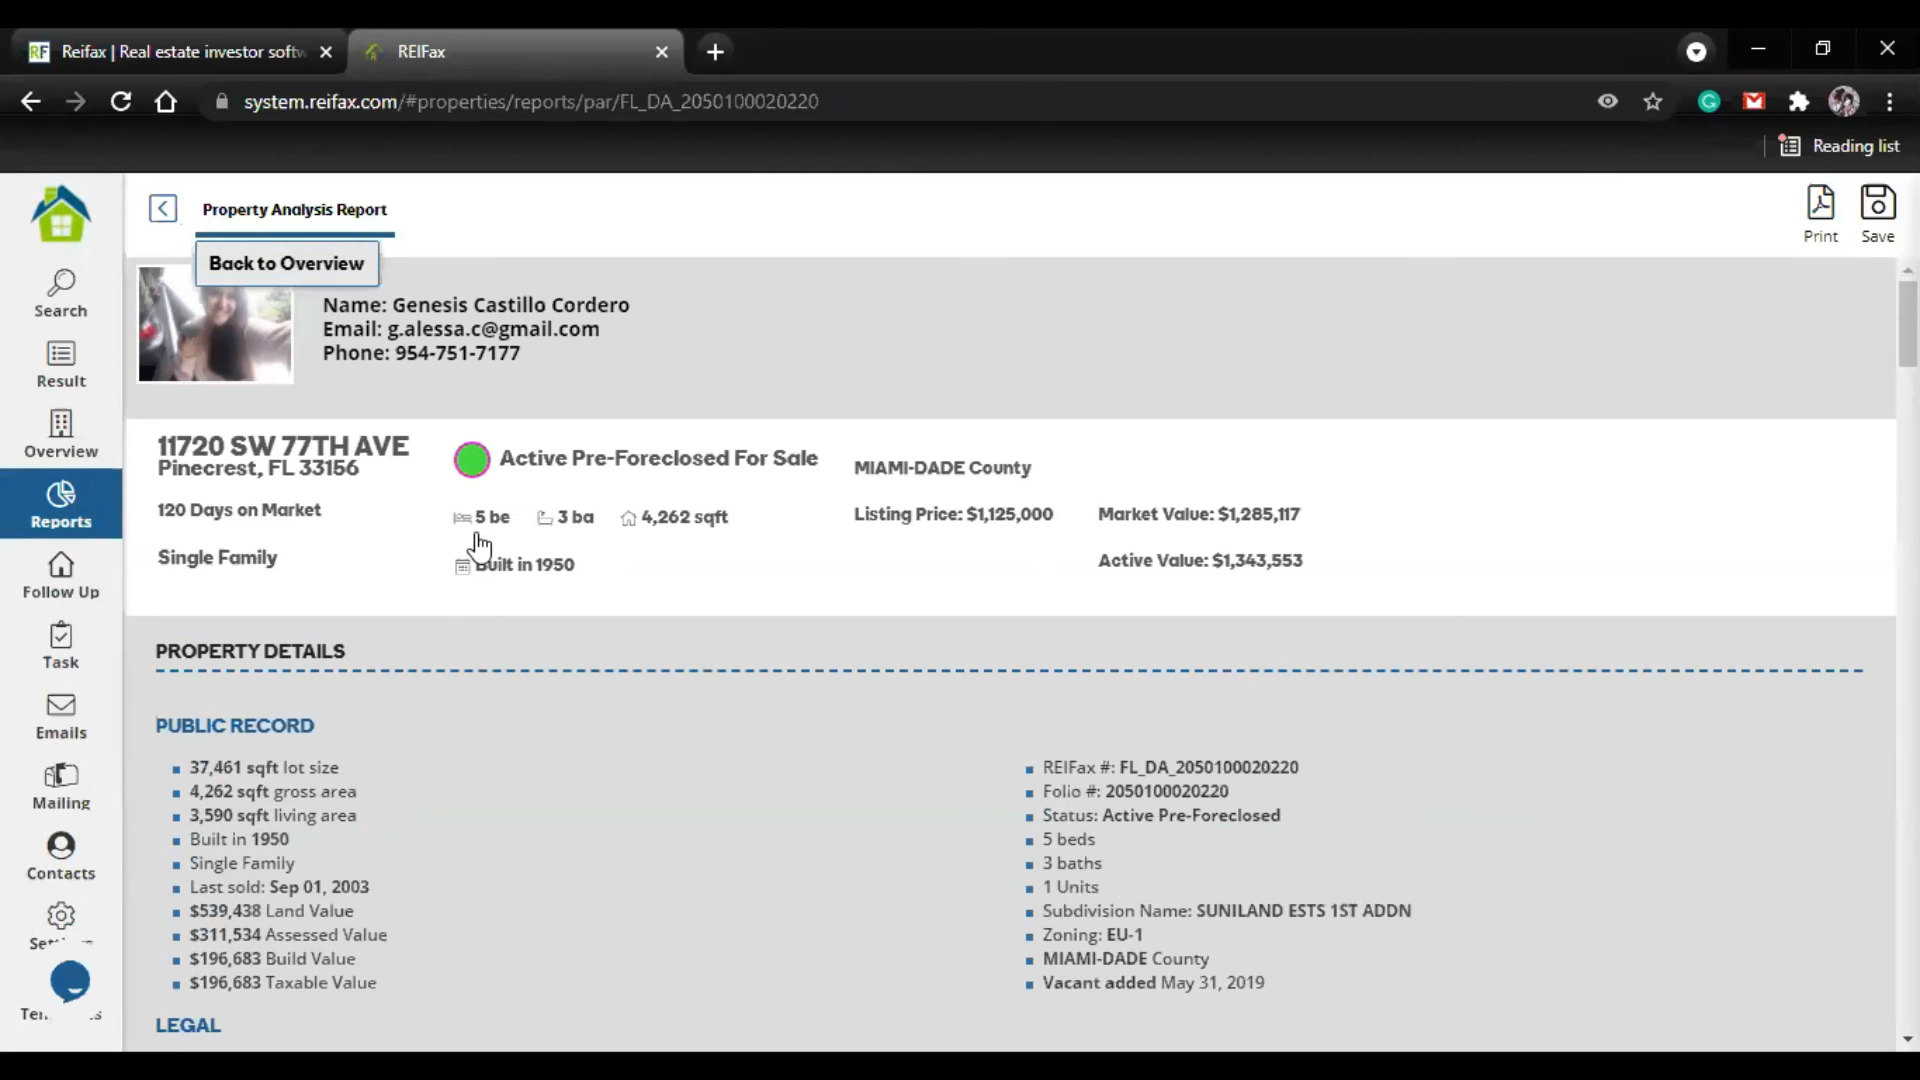 RF Reifax | Real estate investor softw
REIFax
system.reifax.com/#properties/reports/par/FL_DA_2050100020220
Reading list
Property Analysis Report
Print
Save
Back to Overview
Name: Genesis Castillo Cordero
Email: g.alessa.c@gmail.com
Phone: 954-751-7177
Search
Result
Overview
Reports
Follow Up
Task
Emails
Mailing
Contacts
11720 SW 77TH AVE
Pinecrest, FL 33156
120 Days on Market
Single Family
Active Pre-Foreclosed For Sale
5 be 3 ba 4,262 sqft
Built in 1950
MIAMI-DADE County
Listing Price: $1,125,000
Market Value: $1,285,117
Active Value: $1,343,553
PROPERTY DETAILS
PUBLIC RECORD
37,461 sqft lot size
4,262 sqft gross area
3,590 sqft living area
Built in 1950
Single Family
Last sold: Sep 01, 2003
$539,438 Land Value
$311,534 Assessed Value
$196,683 Build Value
$196,683 Taxable Value
REIFax #: FL_DA_2050100020220
Folio #: 2050100020220
Status: Active Pre-Foreclosed
5 beds
3 baths
1 Units
Subdivision Name: SUNILAND ESTS 1ST ADDN
Zoning: EU-1
MIAMI-DADE County
Vacant added May 31, 2019
LEGAL